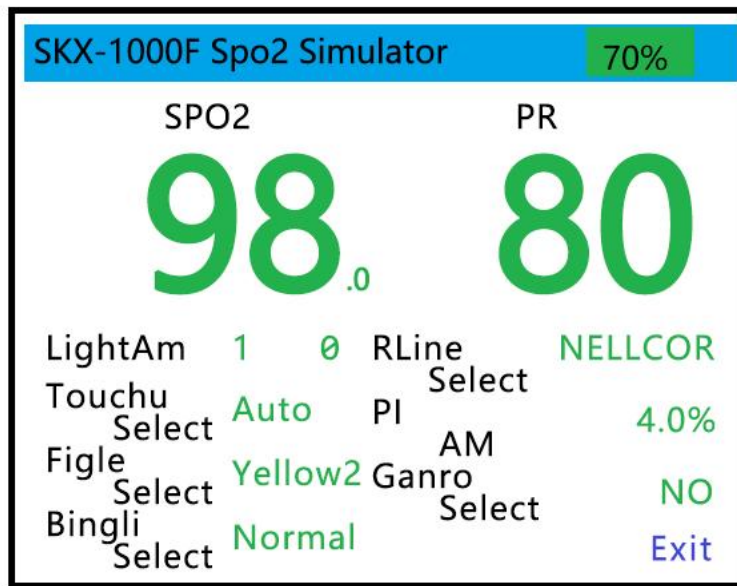 SKX-1000F Spo2 Simulator 70%
SPO2 PR
98.0 80
LightAm 1 0 RLine Select NELLCOR
Touchu Select Auto PI AM 4.0%
Figle Select Yellow2 Ganro Select NO
Bingli Select Normal Exit